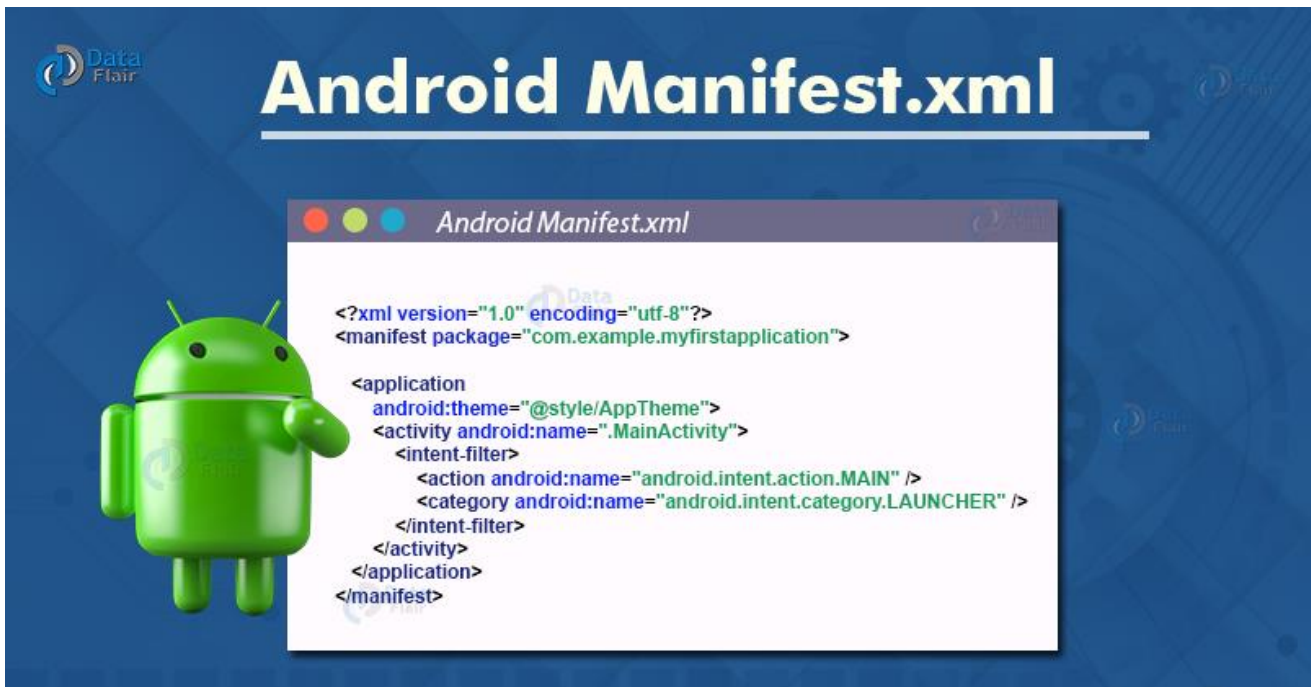 Data
Flair
Android Manifest.xml
Android Manifest.xml
<?xml version="1.0" encoding="utf-8"?>
<manifest package="com.example.myfirstapplication">
<application
android:theme="@style/AppTheme">
<activity android:name=".MainActivity">
<intent-filter>
<action android:name="android.intent.action.MAIN" />
<category android:name="android.intent.category.LAUNCHER" />
</intent-filter>
</activity>
</application>
</manifest>